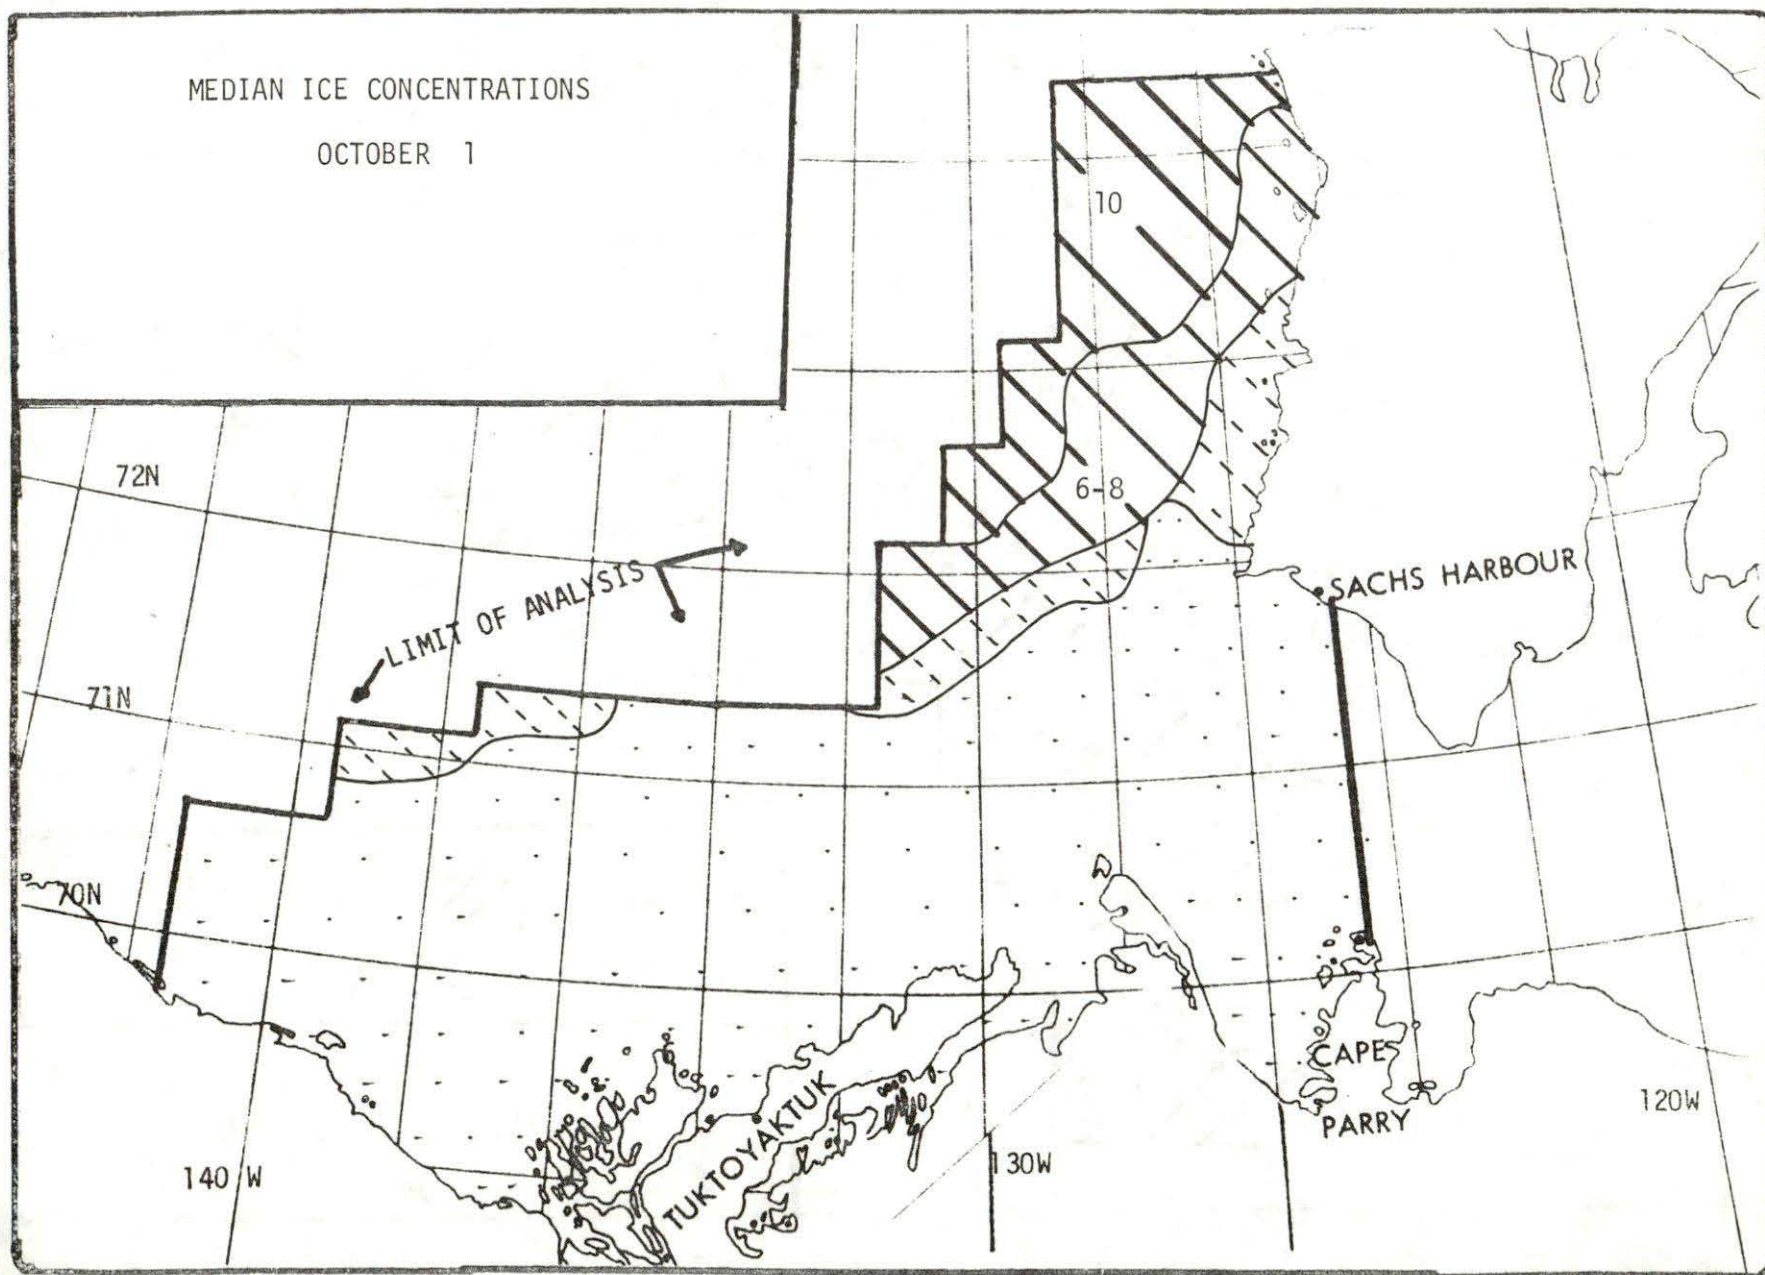 MEDIAN ICE CONCENTRATIONS
OCTOBER 1
10
72N
6-8
LIMIT OF ANALYSIS
SACHS HARBOUR
71N
70N
CAPE
PARRY
120W
TUKTOYAKTUK
130W
140 W